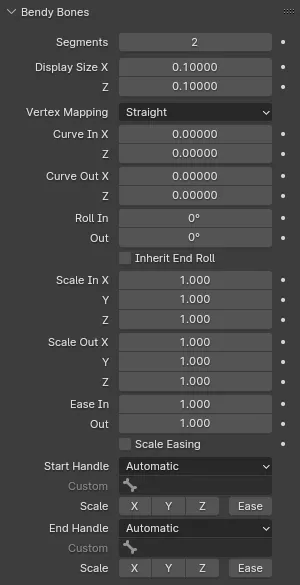 Bendy Bones
Segments 2
Display Size X 0.10000
Z 0.10000
Vertex Mapping Straight
Curve In X 0.00000
Z 0.00000
Curve Out X 0.00000
Z 0.00000
Roll In 0°
Out 0°
Inherit End Roll
Scale In X 1.000
Y 1.000
Z 1.000
Scale Out X 1.000
Y 1.000
Z 1.000
Ease In 1.000
Out 1.000
Scale Easing
Start Handle Automatic
Custom
Scale X Y Z Ease
End Handle Automatic
Custom
Scale X Y Z Ease